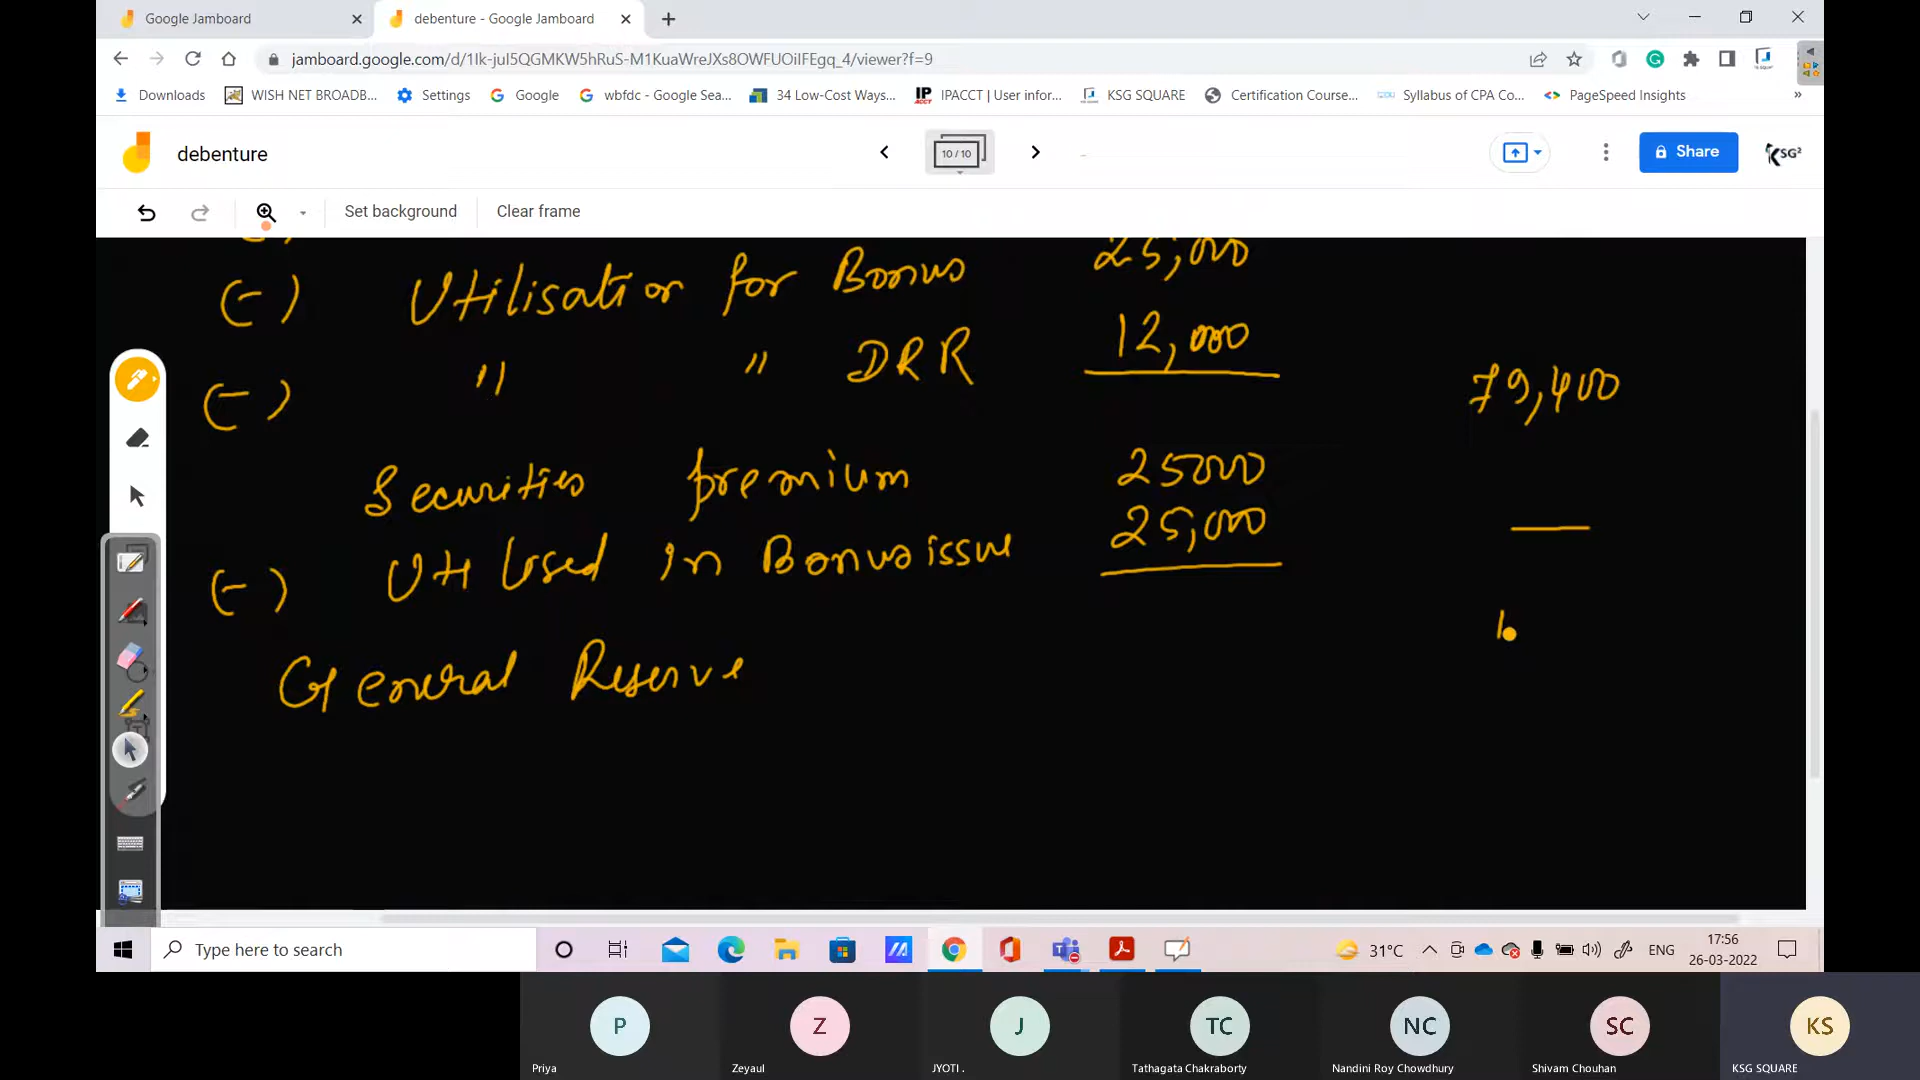 Google Jamboard
debenture - Google Jamboard
jamboard.google.com/d/1Ik-juI5QGMKW5hRuS-M1KuaWreJXs8OWFUOiIFEgq_4/viewer?f=9
Downloads WISH NET BROADB... Settings Google wbfdc - Google Sea... 34 Low-Cost Ways... IPACCT | User infor... KSG SQUARE Certification Course... Syllabus of CPA Co... PageSpeed Insights »
debenture 10 / 10 Share KSG²
Set background Clear frame
(-) Utilisation for Bonus 25,000
(-) " " DRR 12,000
79,400
Securities premium 25000
(-) Utilised in Bonus issue 25,000
General Reserve
Type here to search 31°C ENG 17:56
26-03-2022
P Z J TC NC SC KS
Priya Zeyaul JYOTI . Tathagata Chakraborty Nandini Roy Chowdhury Shivam Chouhan KSG SQUARE